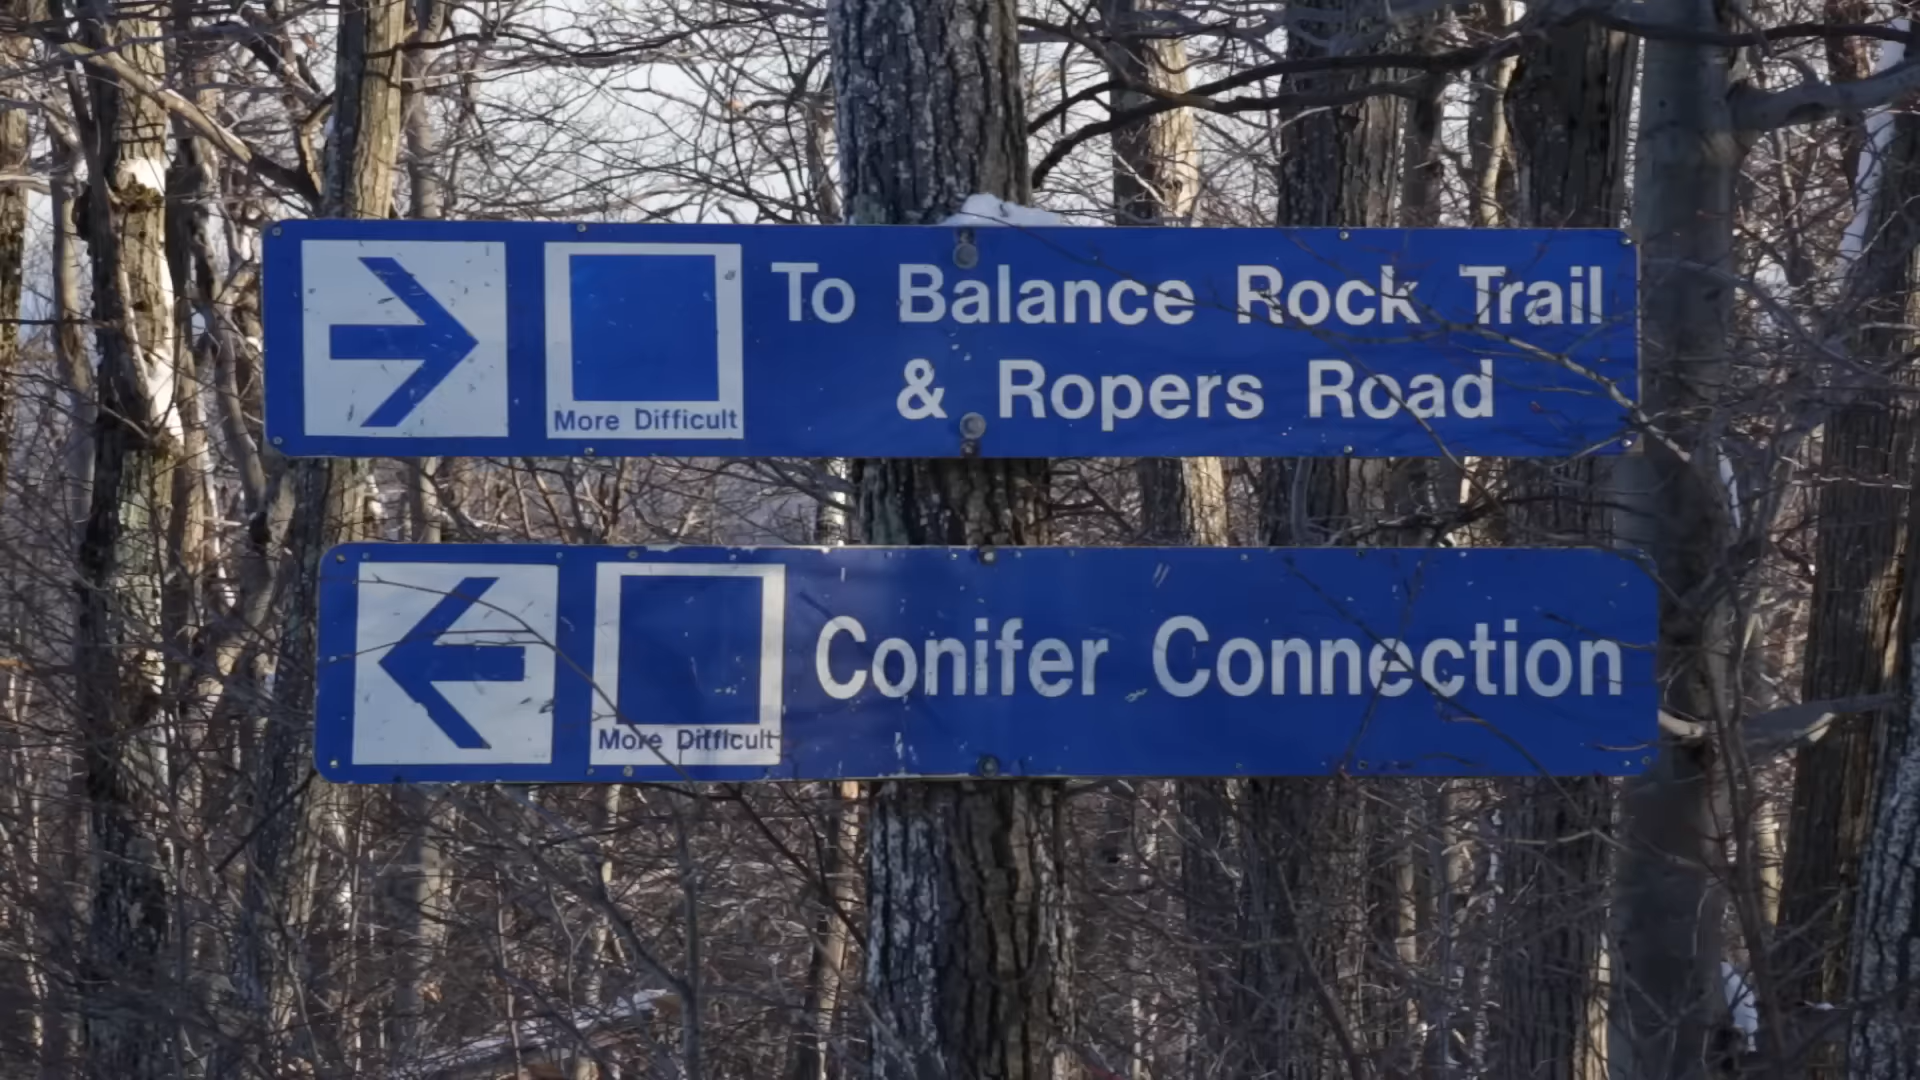 To Balance Rock Trail
& Ropers Road
More Difficult
Conifer Connection
More Difficult